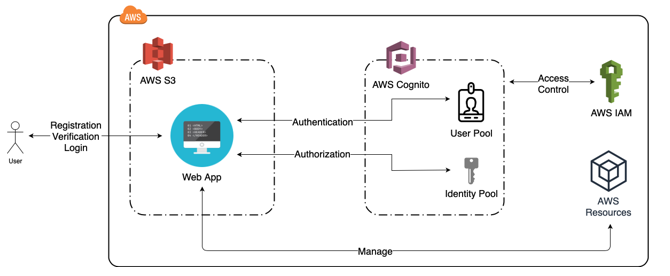 AWS
AWS S3
AWS Cognito
Access
Control
AWS IAM
Registration
Verification
Login
User
Authentication
User Pool
Authorization
Web App
Identity Pool
AWS
Resources
Manage